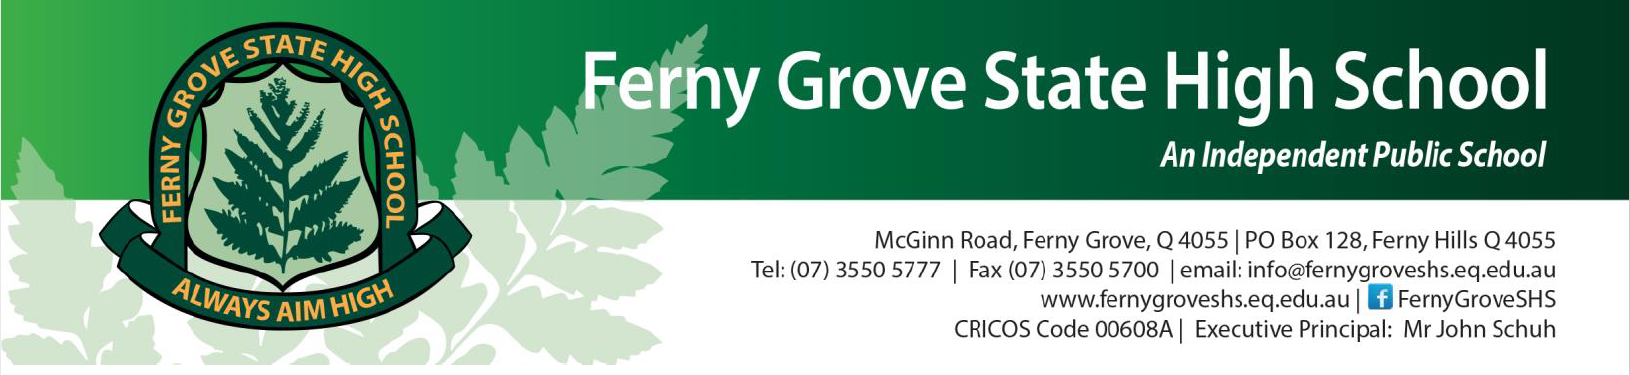 FERNY GROVE STATE HIGH SCHOOL
ALWAYS AIM HIGH
Ferny Grove State High School
An Independent Public School
McGinn Road, Ferny Grove, Q 4055 | PO Box 128, Ferny Hills Q 4055
Tel: (07) 3550 5777 | Fax (07) 3550 5700 | email: info@fernygroveshs.eq.edu.au
www.fernygroveshs.eq.edu.au | f FernyGroveSHS
CRICOS Code 00608A | Executive Principal: Mr John Schuh